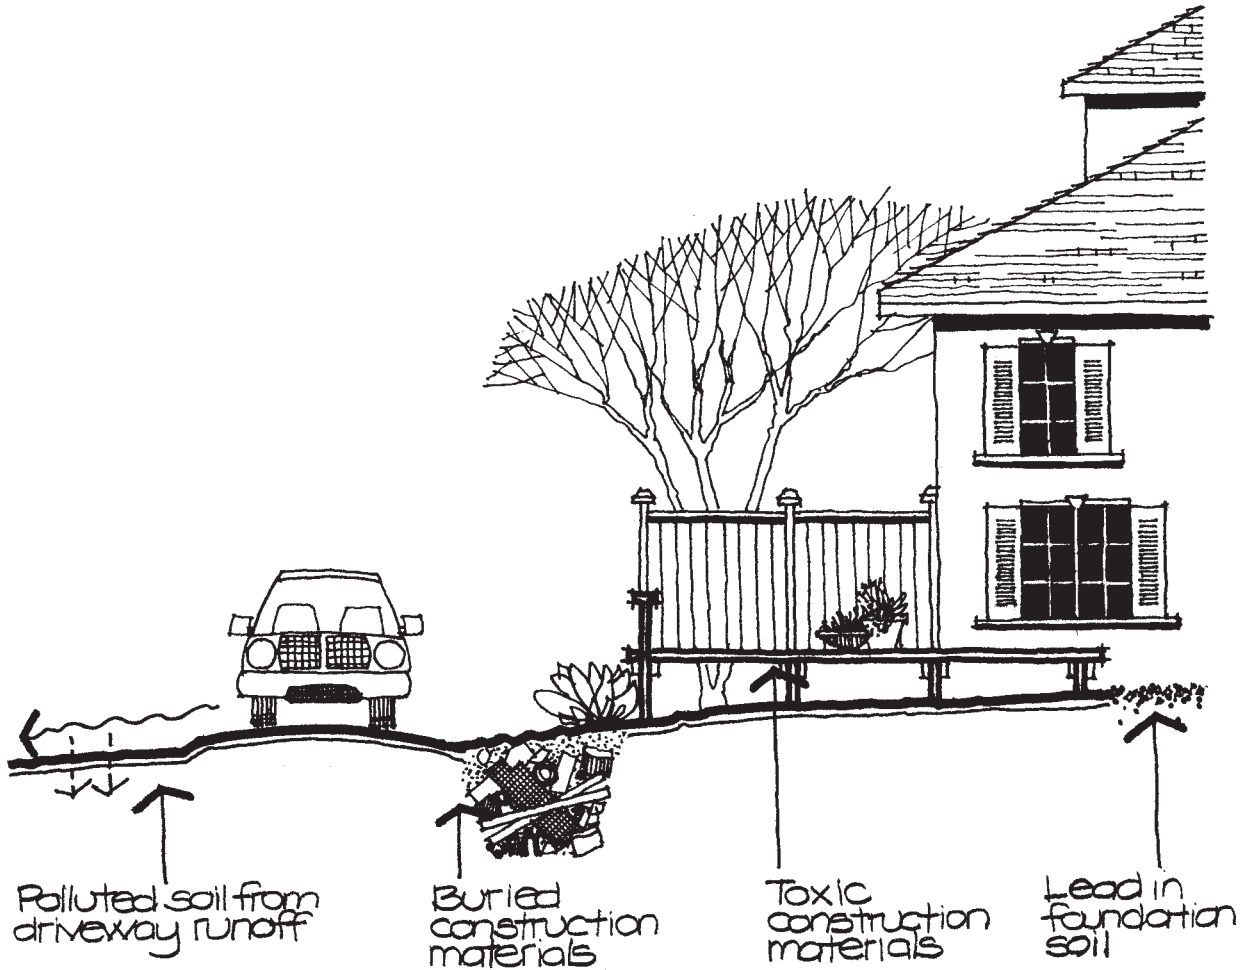 Polluted soil from
driveway runoff
Buried
construction
materials
Toxic
construction
materials
Lead in
foundation
soil